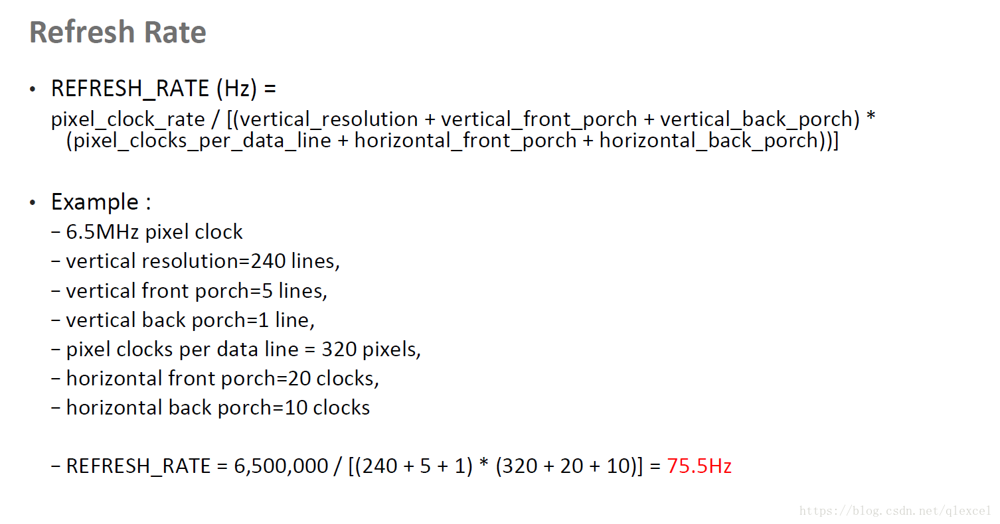 Refresh Rate
• REFRESH_RATE (Hz) =
pixel_clock_rate / [(vertical_resolution + vertical_front_porch + vertical_back_porch) *
(pixel_clocks_per_data_line + horizontal_front_porch + horizontal_back_porch))]
• Example :
– 6.5MHz pixel clock
– vertical resolution=240 lines,
– vertical front porch=5 lines,
– vertical back porch=1 line,
– pixel clocks per data line = 320 pixels,
– horizontal front porch=20 clocks,
– horizontal back porch=10 clocks
– REFRESH_RATE = 6,500,000 / [(240 + 5 + 1) * (320 + 20 + 10)] = 75.5Hz
https://blog.csdn.net/qlexcel